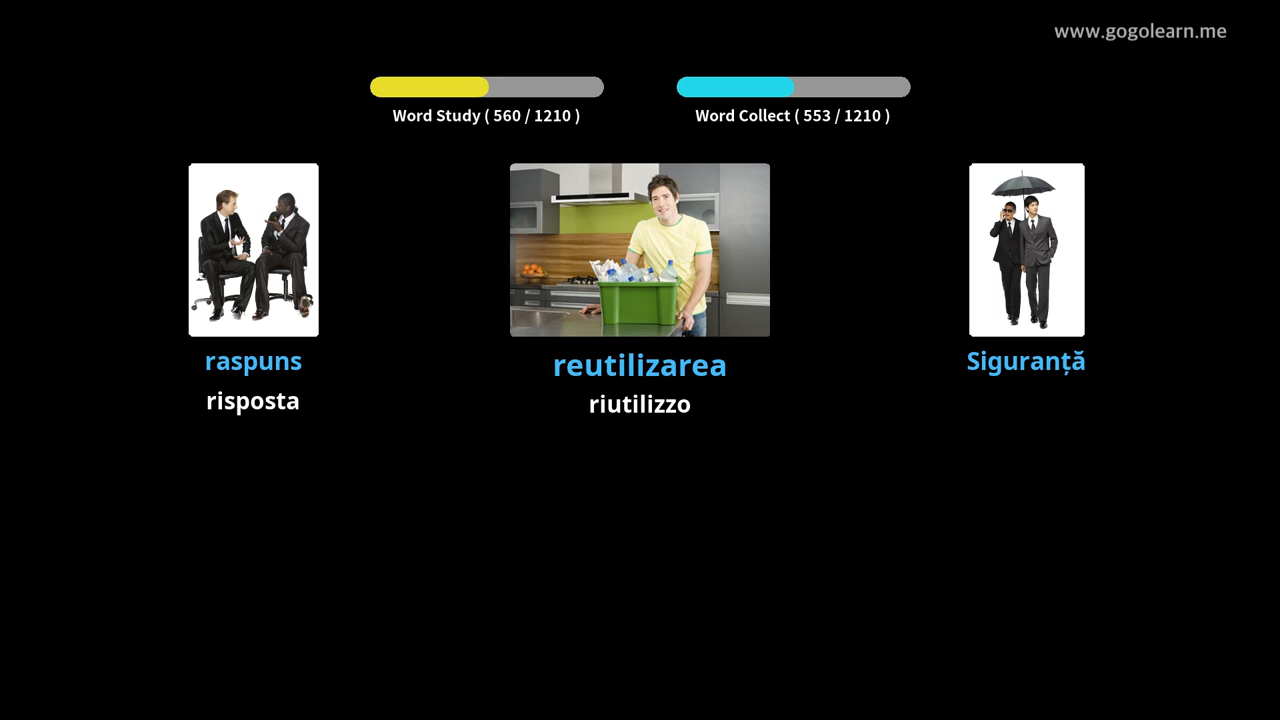 www.gogolearn.me
Word Study ( 560 / 1210 )
Word Collect ( 553 / 1210 )
raspuns
risposta
reutilizarea
riutilizzo
Siguranță